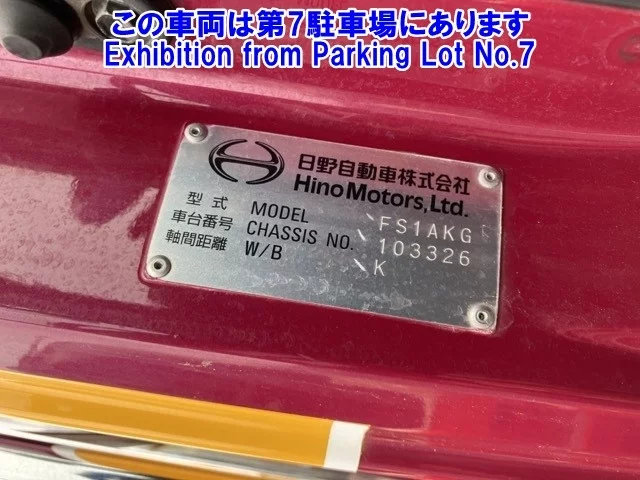 この車両は第7駐車場にあります
Exhibition from Parking Lot No.7
日野自動車株式会社
Hino Motors, Ltd.
型式 MODEL \FS1AKG\
車台番号 CHASSIS NO. \103326\
軸間距離 W/B \K